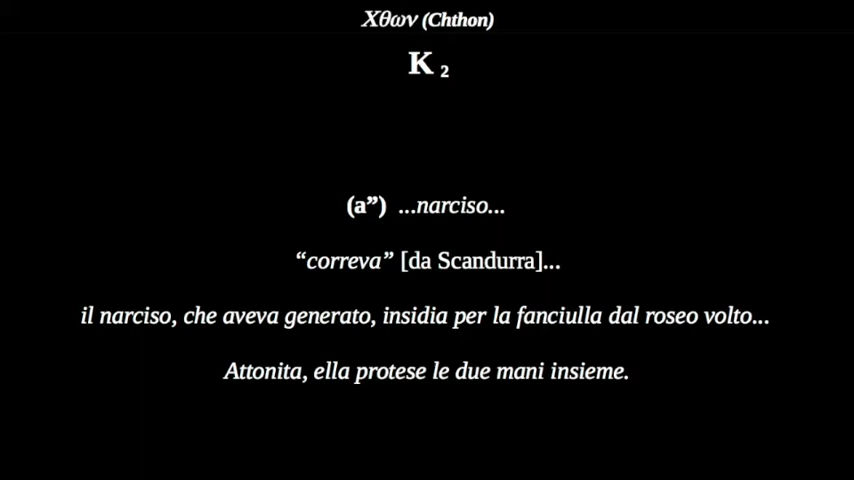 Χθων (Chthon)
K 2
(a”) ...narciso...
“correva” [da Scandurra]...
il narciso, che aveva generato, insidia per la fanciulla dal roseo volto...
Attonita, ella protese le due mani insieme.